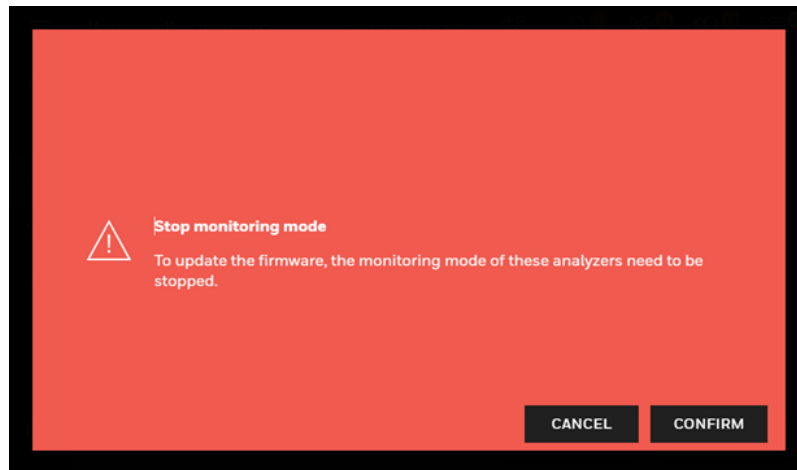 Stop monitoring mode
To update the firmware, the monitoring mode of these analyzers need to be
stopped.
CANCEL CONFIRM